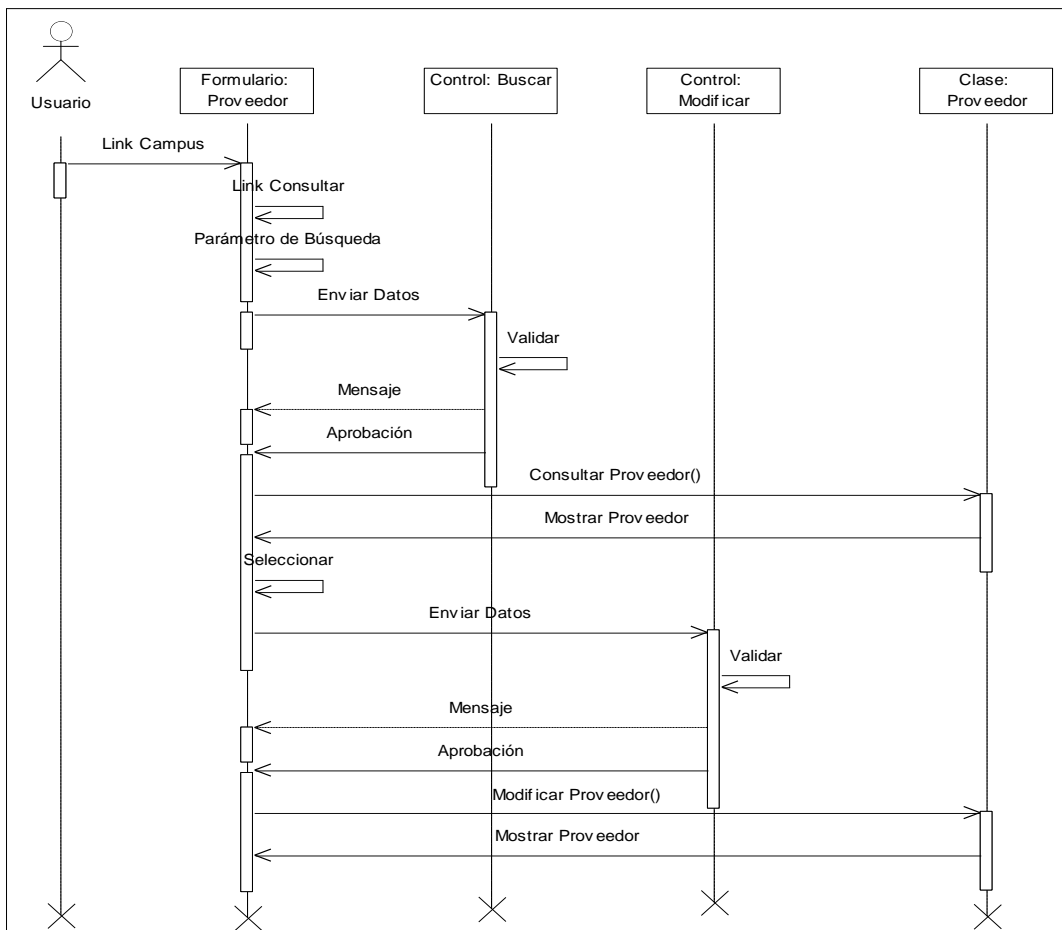 Formulario:
Proveedor
Control: Buscar
Control:
Modificar
Clase:
Proveedor
Usuario
Link Campus
Link Consultar
Parámetro de Búsqueda
Enviar Datos
Validar
Mensaje
Aprobación
Consultar Proveedor()
Mostrar Proveedor
Seleccionar
Enviar Datos
Validar
Mensaje
Aprobación
Modificar Proveedor()
Mostrar Proveedor